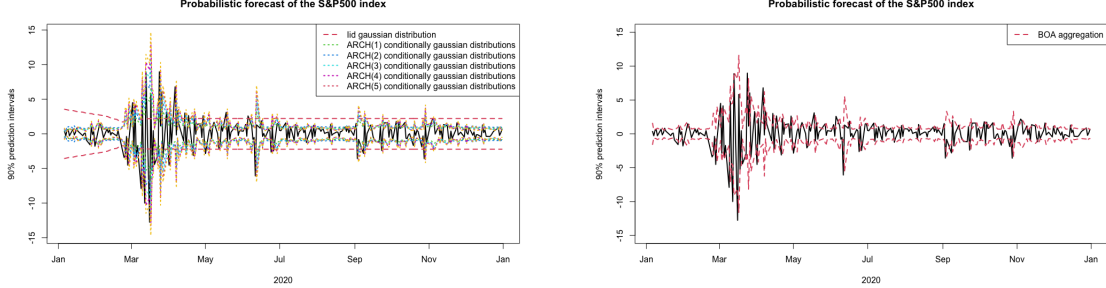 Probabilistic forecast of the S&P500 index
90% prediction intervals
15
10
5
0
-5
-10
-15
Iid gaussian distribution
ARCH(1) conditionally gaussian distributions
ARCH(2) conditionally gaussian distributions
ARCH(3) conditionally gaussian distributions
ARCH(4) conditionally gaussian distributions
ARCH(5) conditionally gaussian distributions
Jan Mar May Jul Sep Nov Jan
2020
Probabilistic forecast of the S&P500 index
90% prediction intervals
15
10
5
0
-5
-10
-15
BOA aggregation
Jan Mar May Jul Sep Nov Jan
2020